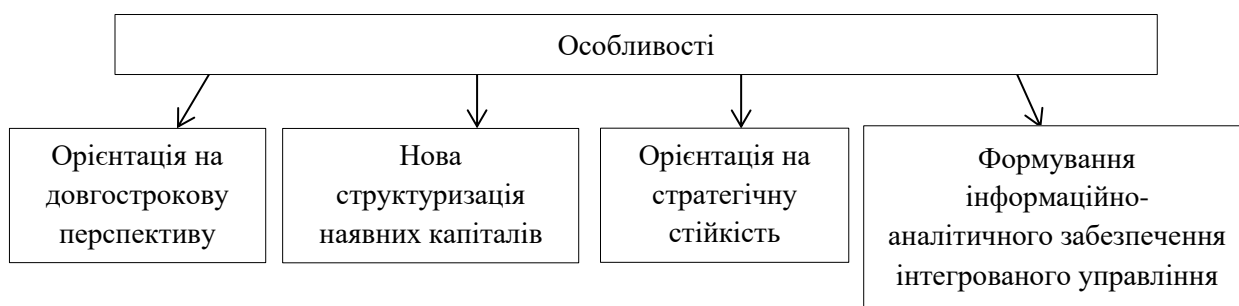 Особливості
Орієнтація на
довгострокову
перспективу
Нова
структуризація
наявних капіталів
Орієнтація на
стратегічну
стійкість
Формування
інформаційно-
аналітичного забезпечення
інтегрованого управління